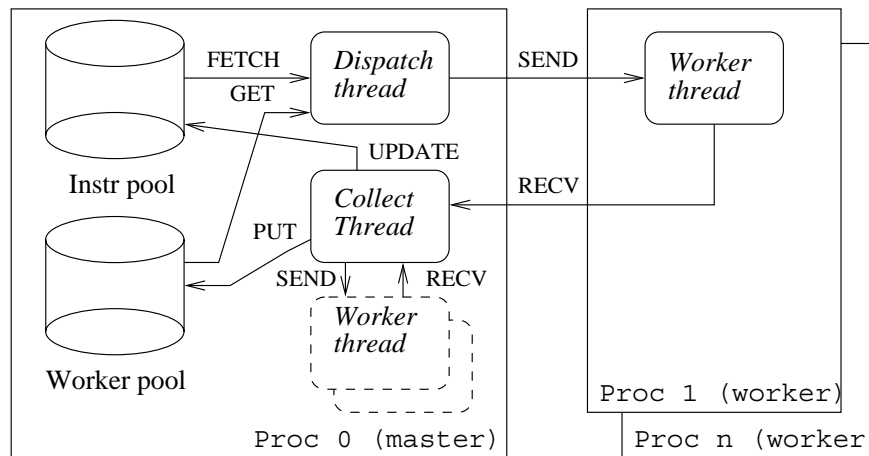 FETCH
Dispatch
thread
SEND
Worker
thread
GET
UPDATE
Instr pool
Collect
Thread
RECV
PUT
SEND
RECV
Worker
thread
Worker pool
Proc 1 (worker)
Proc 0 (master)
Proc n (worker